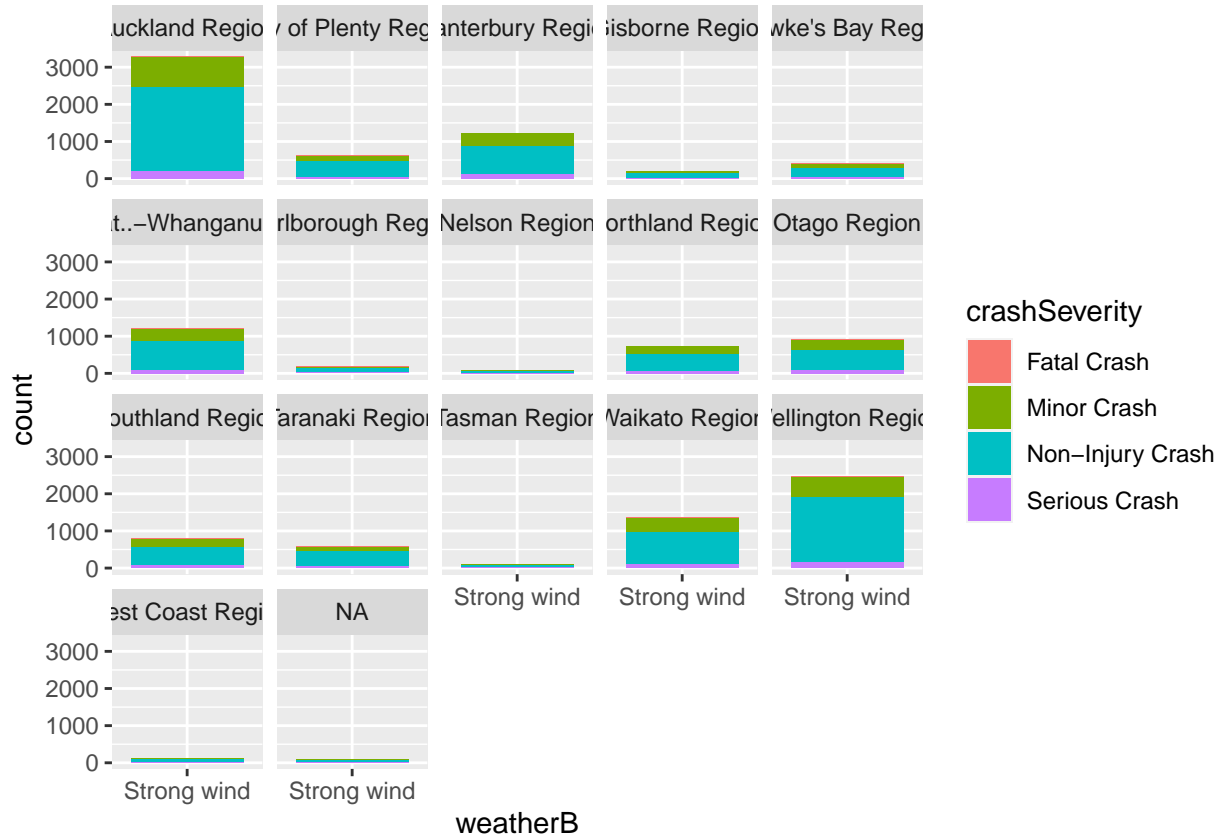 Auckland Regio
y of Plenty Reg
anterbury Regi
Gisborne Regio
wke's Bay Reg
3000
2000
1000
0
at..−Whanganu
rlborough Reg
Nelson Region
orthland Regio
Otago Region
3000
2000
1000
0
outhland Regio
Taranaki Region
Tasman Region
Waikato Region
Wellington Regio
3000
2000
1000
0
Strong wind
Strong wind
Strong wind
est Coast Regi
NA
3000
2000
1000
0
Strong wind
Strong wind
count
weatherB
crashSeverity
Fatal Crash
Minor Crash
Non−Injury Crash
Serious Crash